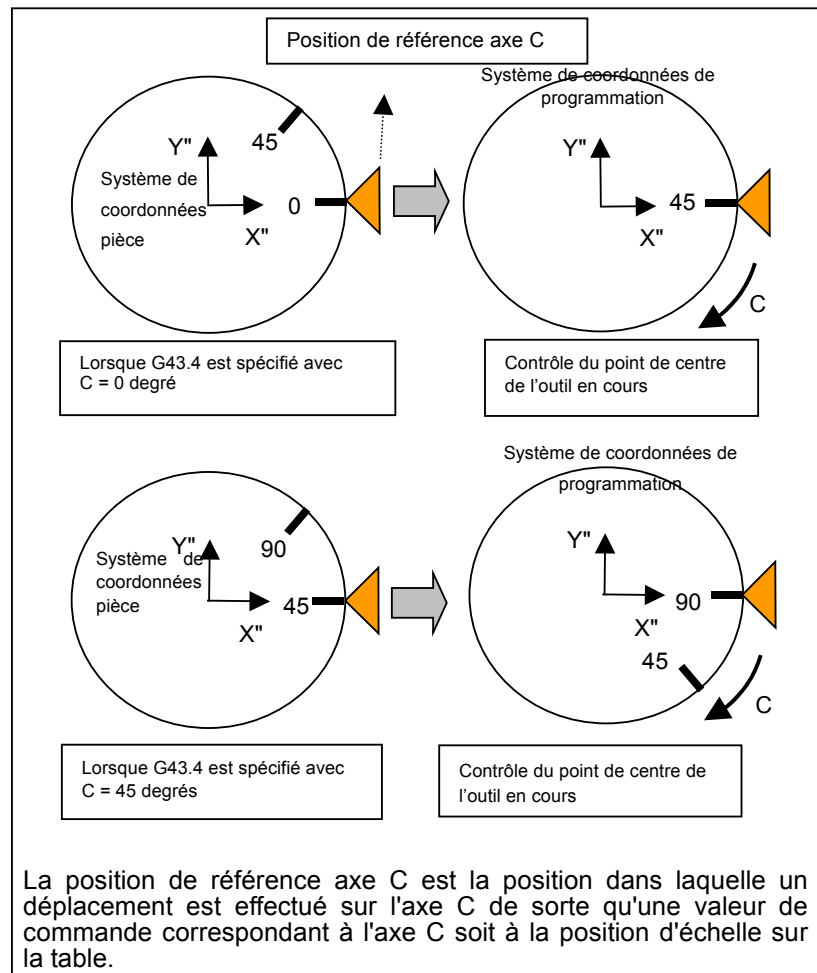 Position de référence axe C
Système de coordonnées de
programmation
Y"
45
Système de
coordonnées
pièce
0
X"
Y"
45
X"
C
Lorsque G43.4 est spécifié avec
C = 0 degré
Contrôle du point de centre
de l'outil en cours
Système de coordonnées de
programmation
Y"
90
Système de
coordonnées
pièce
45
X"
Y"
90
X"
45
C
Lorsque G43.4 est spécifié avec
C = 45 degrés
Contrôle du point de centre de
l'outil en cours
La position de référence axe C est la position dans laquelle un
déplacement est effectué sur l'axe C de sorte qu'une valeur de
commande correspondant à l'axe C soit à la position d'échelle sur
la table.